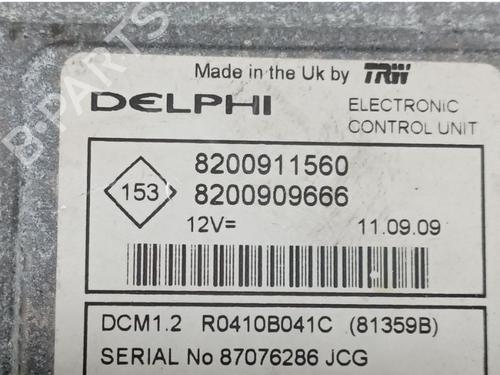 Made in the Uk by TRW
DELPHI
ELECTRONIC
CONTROL UNIT
153
8200911560
8200909666
12V=
11.09.09
DCM1.2 R0410B041C (81359B)
SERIAL No 87076286 JCG
B-PARTS